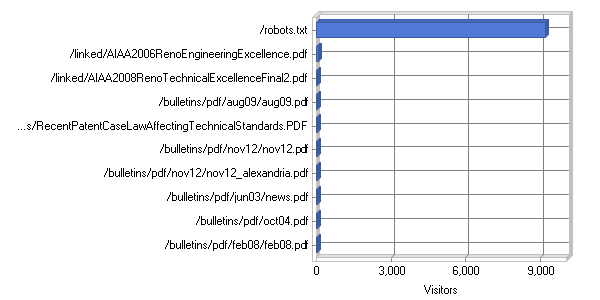 /robots.txt
/linked/AIAA2006RenoEngineeringExcellence.pdf
/linked/AIAA2008RenoTechnicalExcellenceFinal2.pdf
/bulletins/pdf/aug09/aug09.pdf
...s/RecentPatentCaseLawAffectingTechnicalStandards.PDF
/bulletins/pdf/nov12/nov12.pdf
/bulletins/pdf/nov12/nov12_alexandria.pdf
/bulletins/pdf/jun03/news.pdf
/bulletins/pdf/oct04.pdf
/bulletins/pdf/feb08/feb08.pdf
0 3,000 6,000 9,000
Visitors